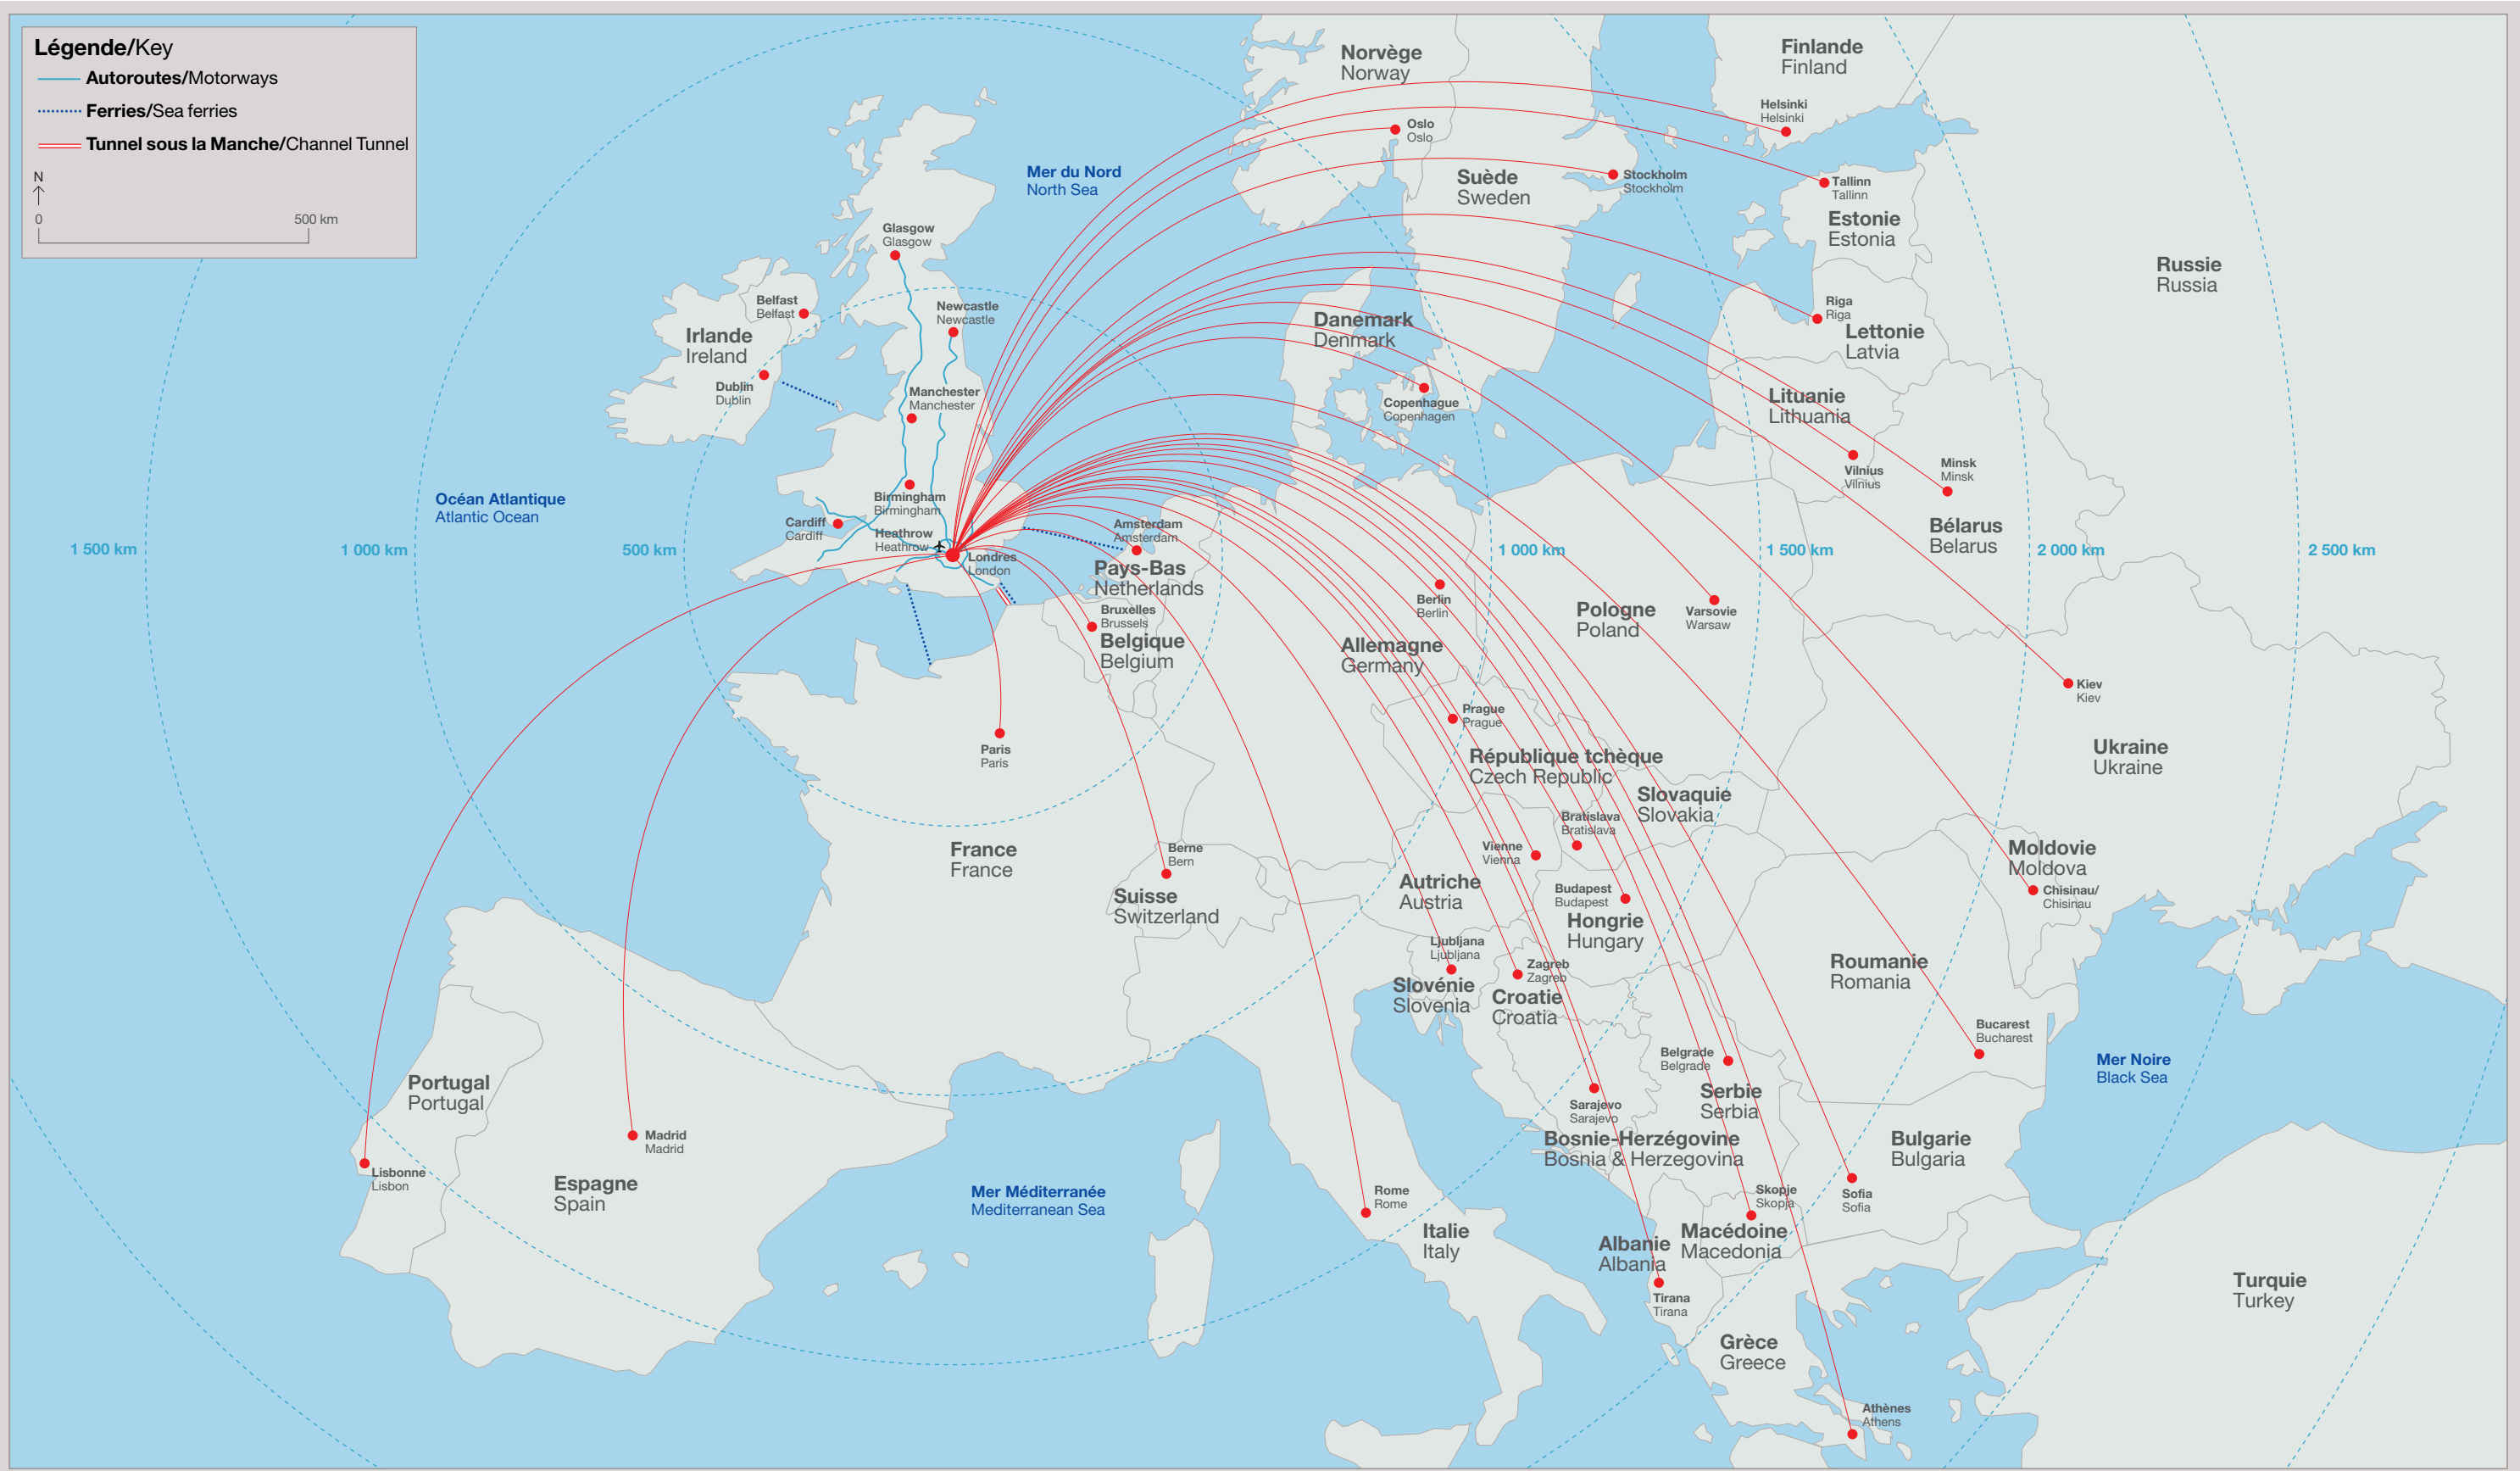 Légende/Key
Autoroutes/Motorways
Ferries/Sea ferries
Tunnel sous la Manche/Channel Tunnel
N
0
500 km
Norvège
Norway
Finlande
Finland
Helsinki
Helsinki
Oslo
Oslo
Mer du Nord
North Sea
Suède
Sweden
Stockholm
Stockholm
Tallinn
Tallinn
Estonie
Estonia
Russie
Russia
Glasgow
Glasgow
Belfast
Belfast
Newcastle
Newcastle
Irlande
Ireland
Danemark
Denmark
Riga
Riga
Lettonie
Latvia
Dublin
Dublin
Manchester
Manchester
Copenhague
Copenhagen
Lituanie
Lithuania
Vilnius
Vilnius
Minsk
Minsk
Océan Atlantique
Atlantic Ocean
Birmingham
Birmingham
Cardiff
Cardiff
Heathrow
Heathrow
Londres
London
Amsterdam
Amsterdam
Pays-Bas
Netherlands
Bélarus
Belarus
1 500 km
1 000 km
500 km
1 000 km
1 500 km
2 000 km
2 500 km
Bruxelles
Brussels
Belgique
Belgium
Berlin
Berlin
Pologne
Poland
Varsovie
Warsaw
Allemagne
Germany
Kiev
Kiev
Prague
Prague
Paris
Paris
République tchèque
Czech Republic
Ukraine
Ukraine
Slovaquie
Slovakia
Bratislava
Bratislava
Vienne
Vienna
France
France
Berne
Bern
Suisse
Switzerland
Autriche
Austria
Budapest
Budapest
Hongrie
Hungary
Moldovie
Moldova
Chisinau/
Chisinau
Ljubljana
Ljubljana
Slovénie
Slovenia
Zagreb
Zagreb
Croatie
Croatia
Roumanie
Romania
Bucarest
Bucharest
Mer Noire
Black Sea
Belgrade
Belgrade
Serbie
Serbia
Sarajevo
Sarajevo
Bosnie-Herzégovine
Bosnia & Herzegovina
Bulgarie
Bulgaria
Portugal
Portugal
Madrid
Madrid
Lisbonne
Lisbon
Espagne
Spain
Mer Méditerranée
Mediterranean Sea
Rome
Rome
Italie
Italy
Skopje
Skopja
Sofia
Sofia
Macédoine
Macedonia
Albanie
Albania
Tirana
Tirana
Turquie
Turkey
Grèce
Greece
Athènes
Athens